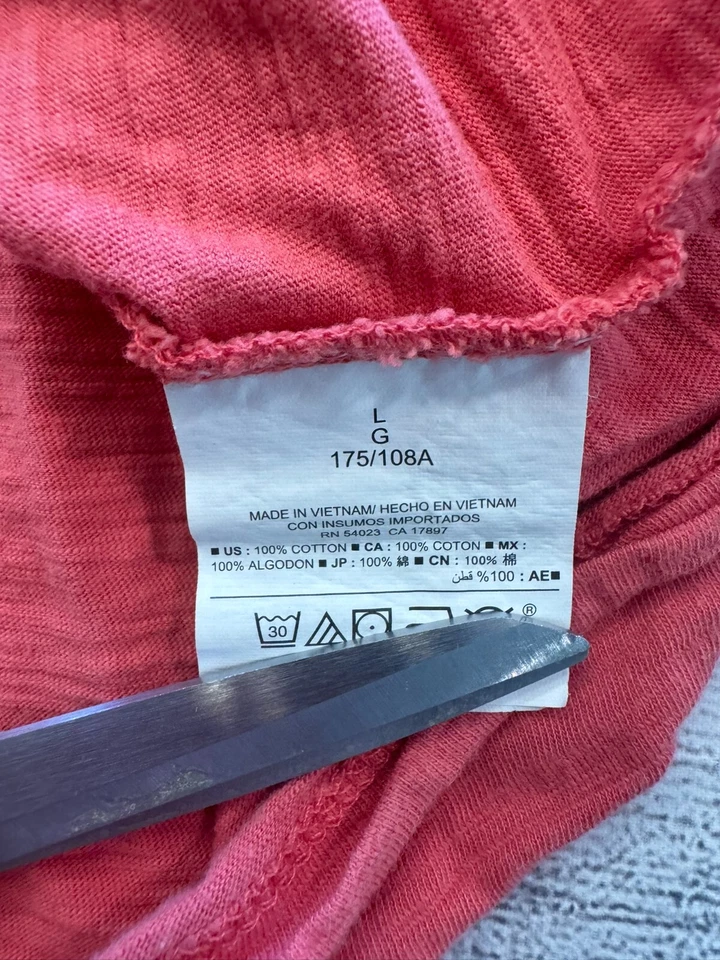 L
G
175/108A
MADE IN VIETNAM/ HECHO EN VIETNAM
CON INSUMOS IMPORTADOS
RN 54023 CA 17897
■ US : 100% COTTON ■ CA : 100% COTON ■ MX :
100% ALGODON ■ JP : 100% 綿 ■ CN : 100% 棉
■AE : 100% قطن
30 ®